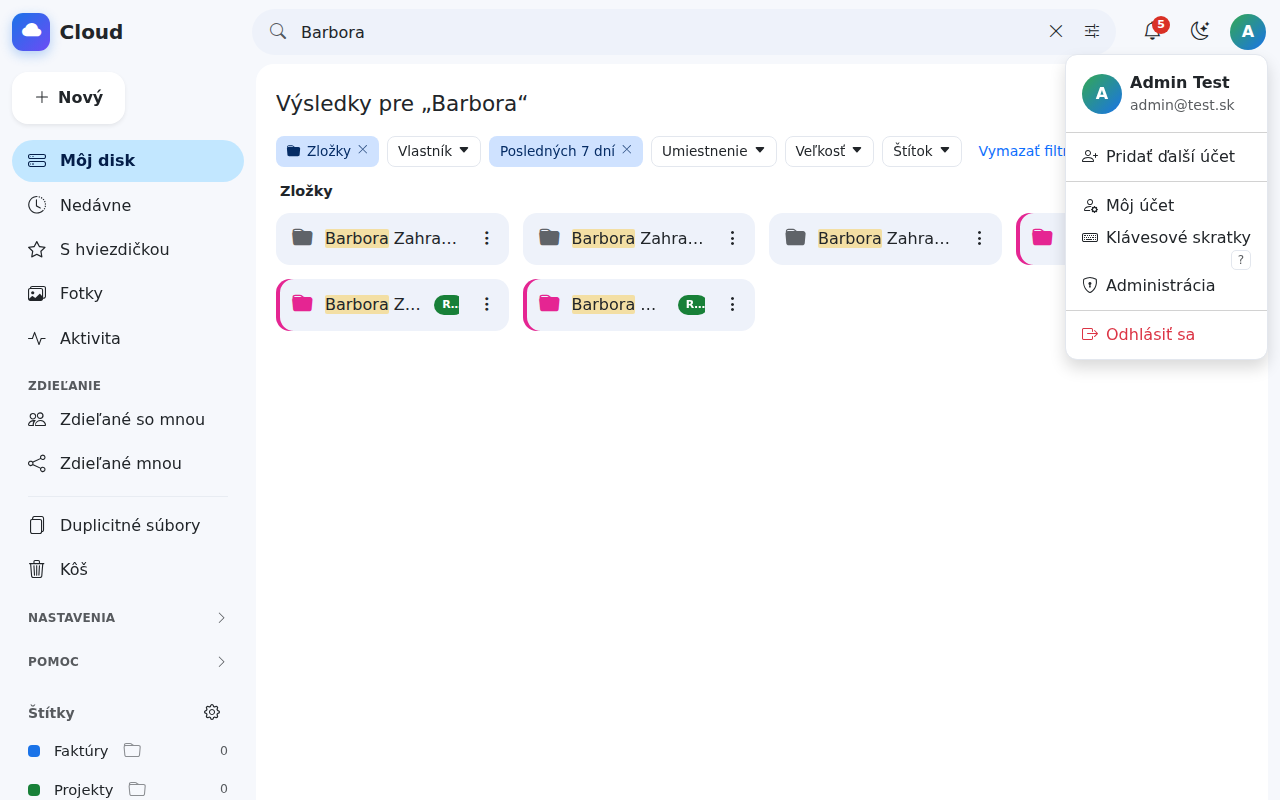 Cloud
Barbora
5
A
Nový
Môj disk
Nedávne
S hviezdičkou
Fotky
Aktivita
ZDIEĽANIE
Zdieľané so mnou
Zdieľané mnou
Duplicitné súbory
Kôš
NASTAVENIA
POMOC
Štítky
Faktúry 0
Projekty 0
Výsledky pre „Barbora“
Zložky Vlastník Posledných 7 dní Umiestnenie Veľkosť Štítok Vymazať filt
Zložky
Barbora Zahra... Barbora Zahra... Barbora Zahra...
Barbora Z... R... Barbora ... R...
A
Admin Test
admin@test.sk
Pridať ďalší účet
Môj účet
Klávesové skratky
?
Administrácia
Odhlásiť sa